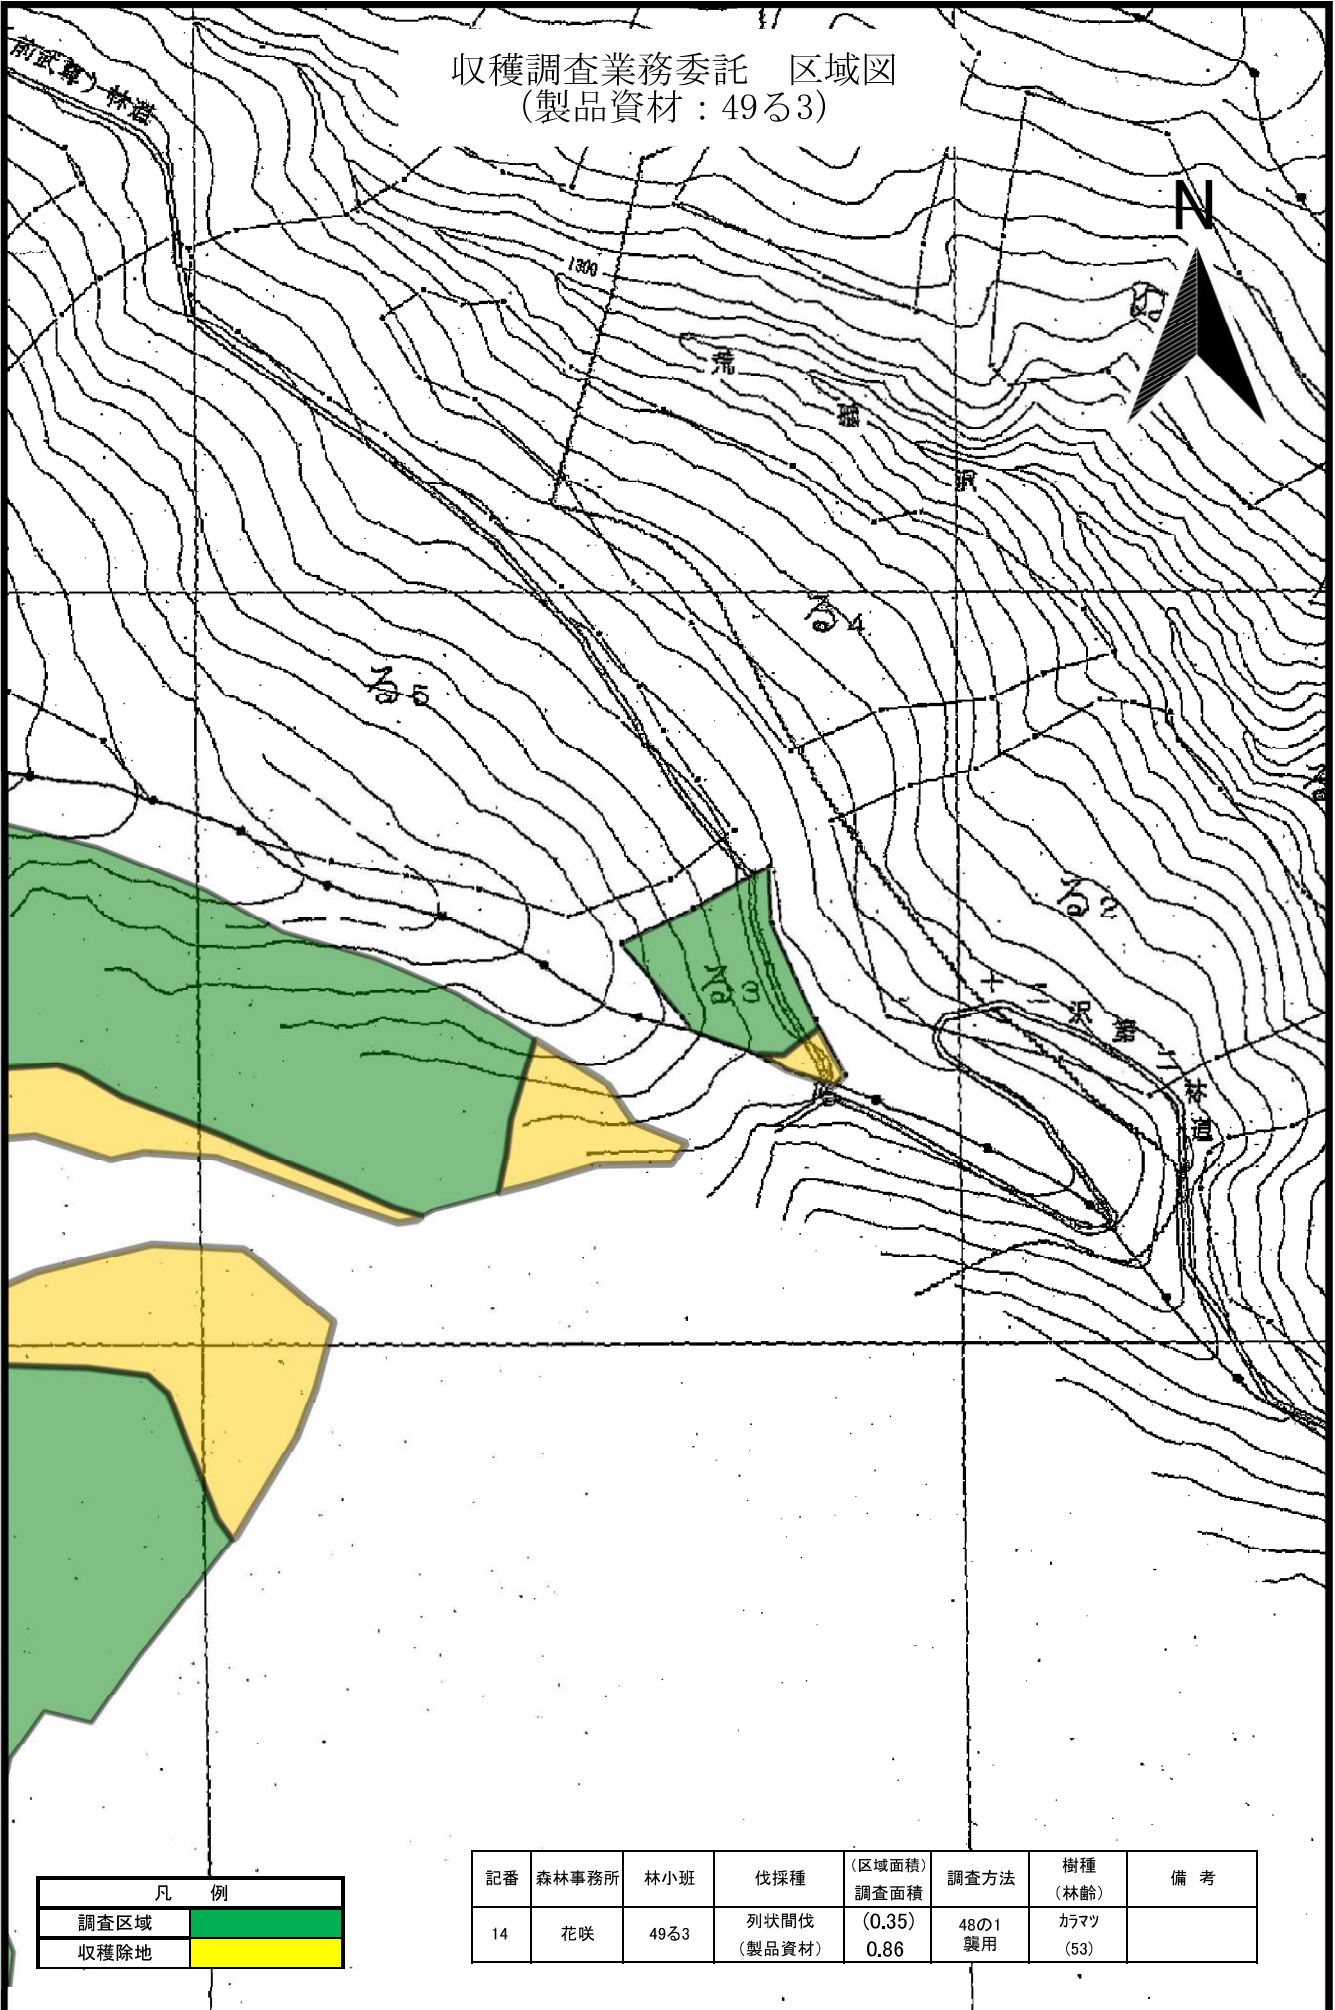 収穫調査業務委託　区域図
（製品資材：49る3）
前武尊）林道
N
1300
沢
る4
る5
る2
る3
十二沢第二林道
凡　例
調査区域
収穫除地
記番 森林事務所 林小班 伐採種 （区域面積）調査面積 調査方法 樹種（林齢） 備考
14 花咲 49る3 列状間伐（製品資材） （0.35）0.86 48の1襲用 カラマツ（53）